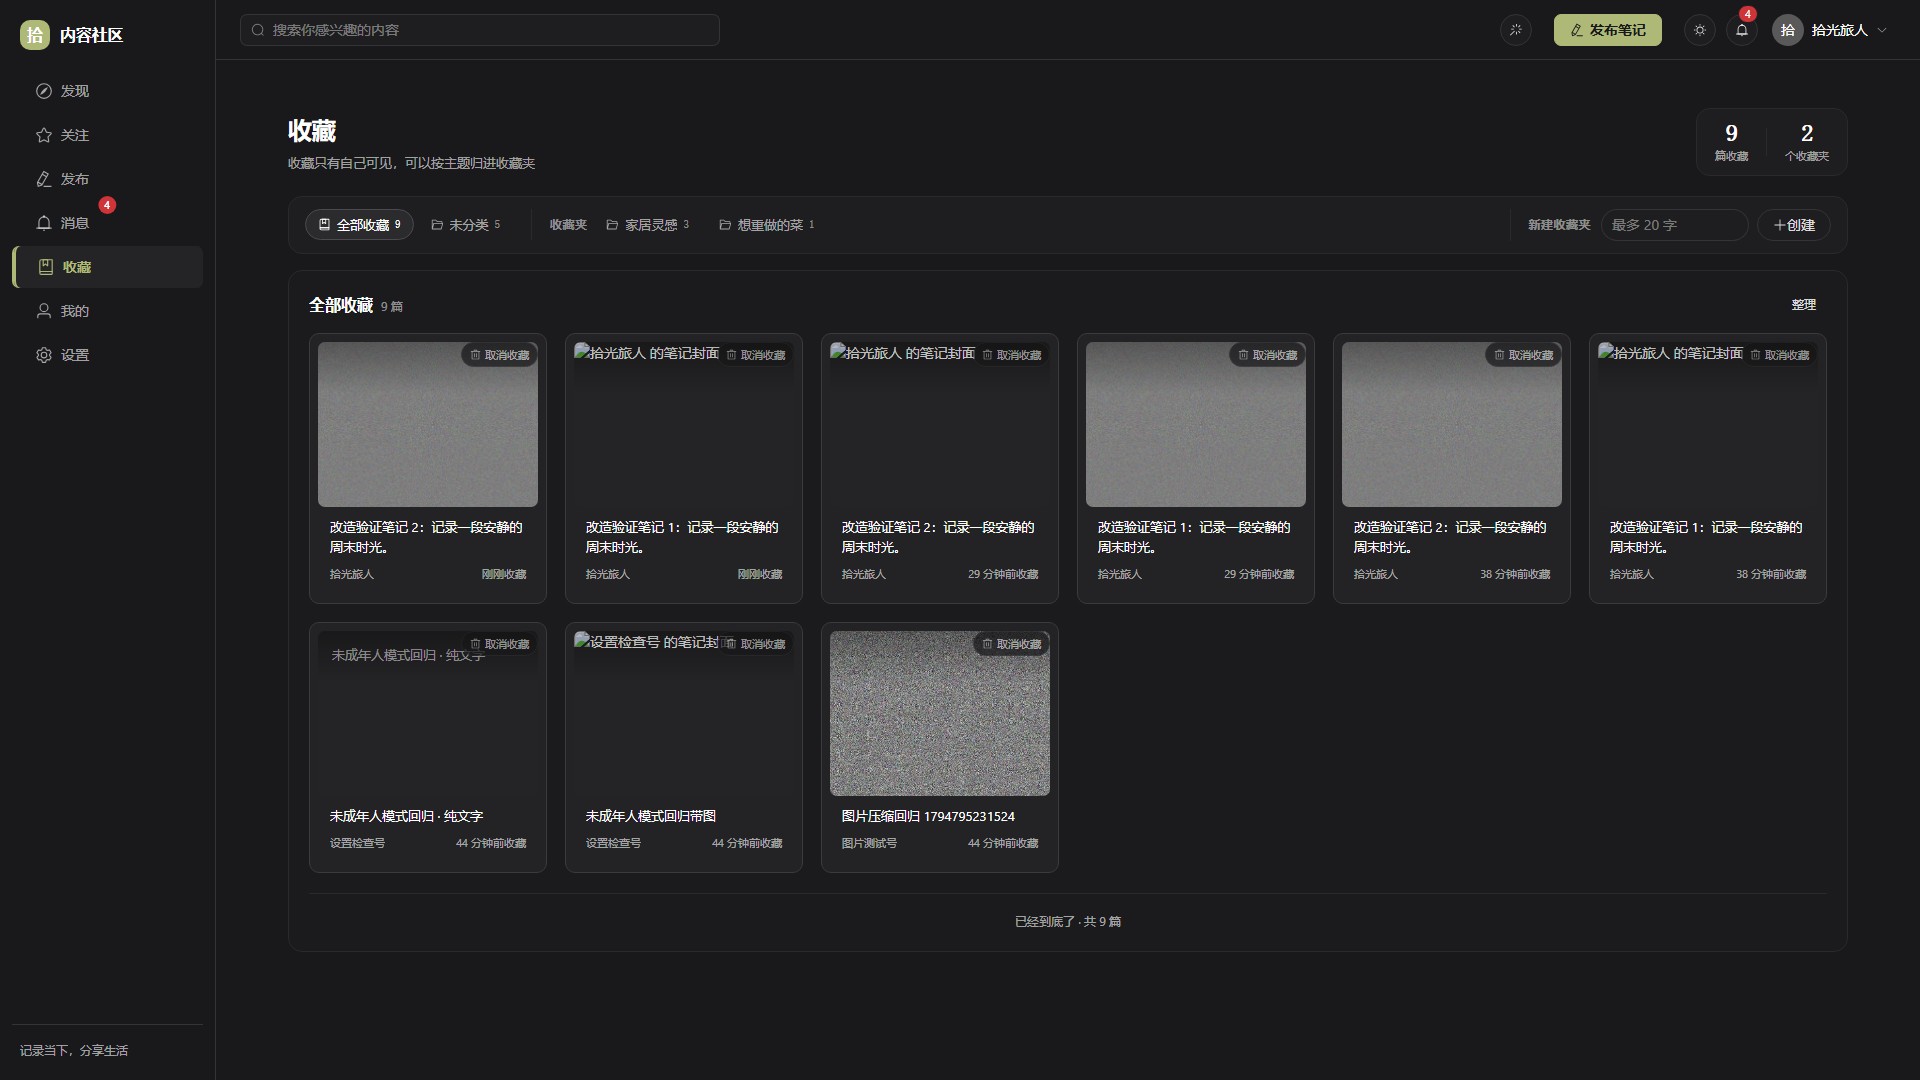 拾 内容社区
搜索你感兴趣的内容
发布笔记
4
拾 拾光旅人
发现
关注
发布
消息 4
收藏
我的
设置
记录当下，分享生活
收藏
收藏只有自己可见，可以按主题归进收藏夹
9 2
篇收藏 个收藏夹
全部收藏 9 未分类 5 收藏夹 家居灵感 3 想重做的菜 1 新建收藏夹 最多 20 字 创建
全部收藏 9 篇 整理
取消收藏
改造验证笔记 2：记录一段安静的
周末时光。
拾光旅人 刚刚收藏
拾光旅人 的笔记封面 取消收藏
改造验证笔记 1：记录一段安静的
周末时光。
拾光旅人 刚刚收藏
拾光旅人 的笔记封面 取消收藏
改造验证笔记 2：记录一段安静的
周末时光。
拾光旅人 29 分钟前收藏
取消收藏
改造验证笔记 1：记录一段安静的
周末时光。
拾光旅人 29 分钟前收藏
取消收藏
改造验证笔记 2：记录一段安静的
周末时光。
拾光旅人 38 分钟前收藏
拾光旅人 的笔记封面 取消收藏
改造验证笔记 1：记录一段安静的
周末时光。
拾光旅人 38 分钟前收藏
取消收藏
未成年人模式回归 · 纯文字
未成年人模式回归 · 纯文字
设置检查号 44 分钟前收藏
设置检查号 的笔记封面 取消收藏
未成年人模式回归带图
设置检查号 44 分钟前收藏
取消收藏
图片压缩回归 1794795231524
图片测试号 44 分钟前收藏
已经到底了 · 共 9 篇